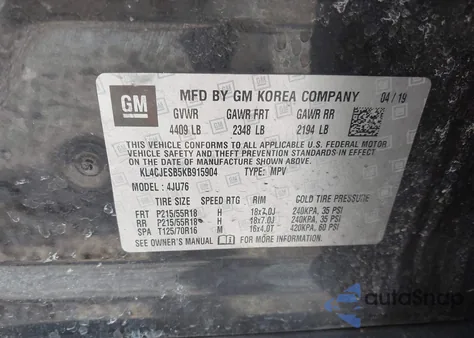 GM
MFD BY GM KOREA COMPANY 04 / 19
GVWR GAWR FRT GAWR RR
4409 LB 2348 LB 2194 LB
THIS VEHICLE CONFORMS TO ALL APPLICABLE U.S. FEDERAL MOTOR
VEHICLE SAFETY, BUMPER, AND THEFT PREVENTION STANDARDS IN EFFECT
ON THE DATE OF MANUFACTURE SHOWN ABOVE.
KL4CJESB5KB915904 TYPE: MPV
MODEL : 4JU76
TIRE SIZE SPEED RTG RIM COLD TIRE PRESSURE
FRT P215/55R18 H 18x7.0J 240KPA, 35 PSI
RR P215/55R18 H 18x7.0J 240KPA, 35 PSI
SPA T125/70R16 M 16x4.0T 420KPA, 60 PSI
SEE OWNER'S MANUAL FOR MORE INFORMATION.
autoSnap